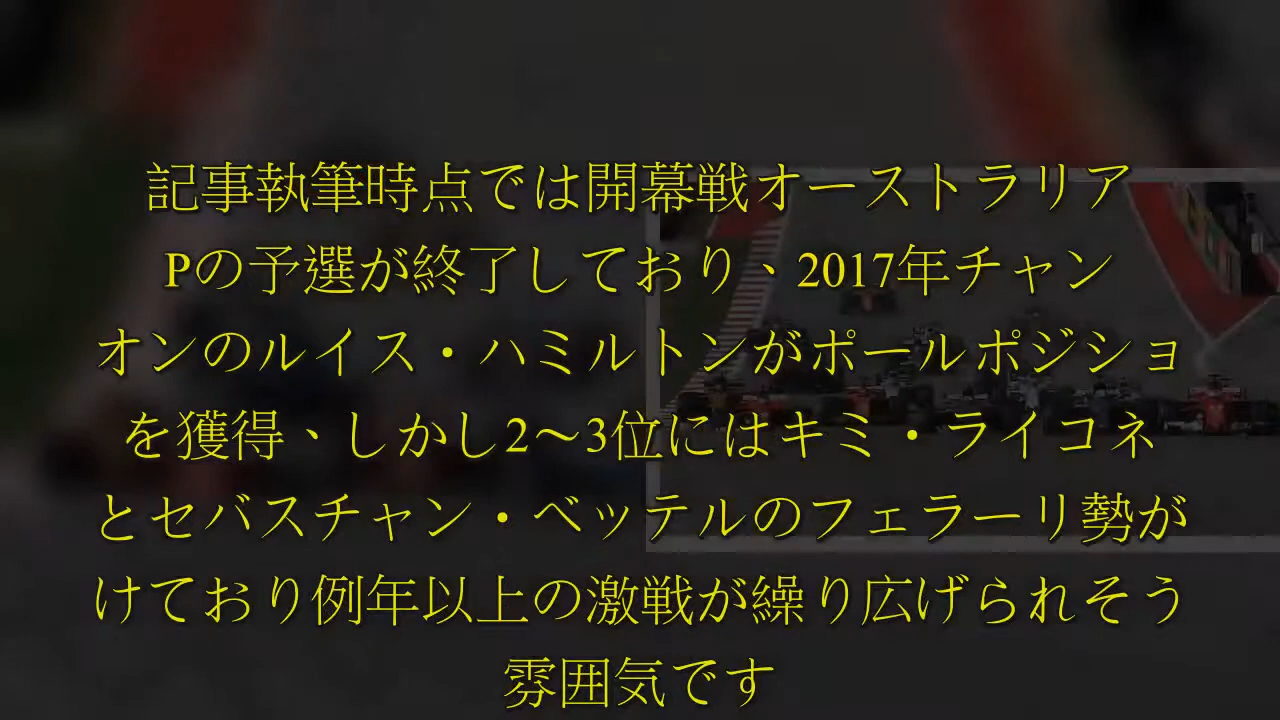 記事執筆時点では開幕戦オーストラリア
Pの予選が終了しており、2017年チャン
オンのルイス・ハミルトンがポールポジショ
を獲得、しかし2〜3位にはキミ・ライコネ
とセバスチャン・ベッテルのフェラーリ勢が
けており例年以上の激戦が繰り広げられそう
雰囲気です